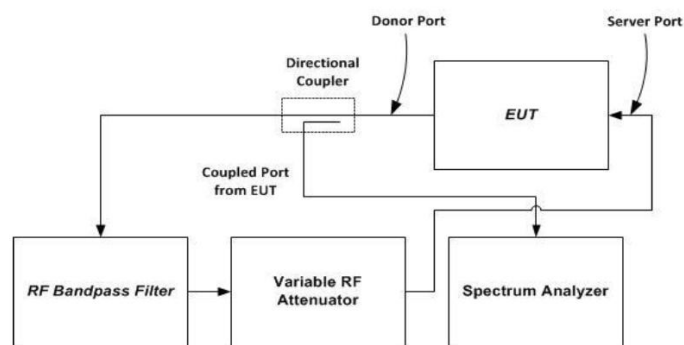 Donor Port
Server Port
Directional
Coupler
EUT
Coupled Port
from EUT
RF Bandpass Filter
Variable RF
Attenuator
Spectrum Analyzer